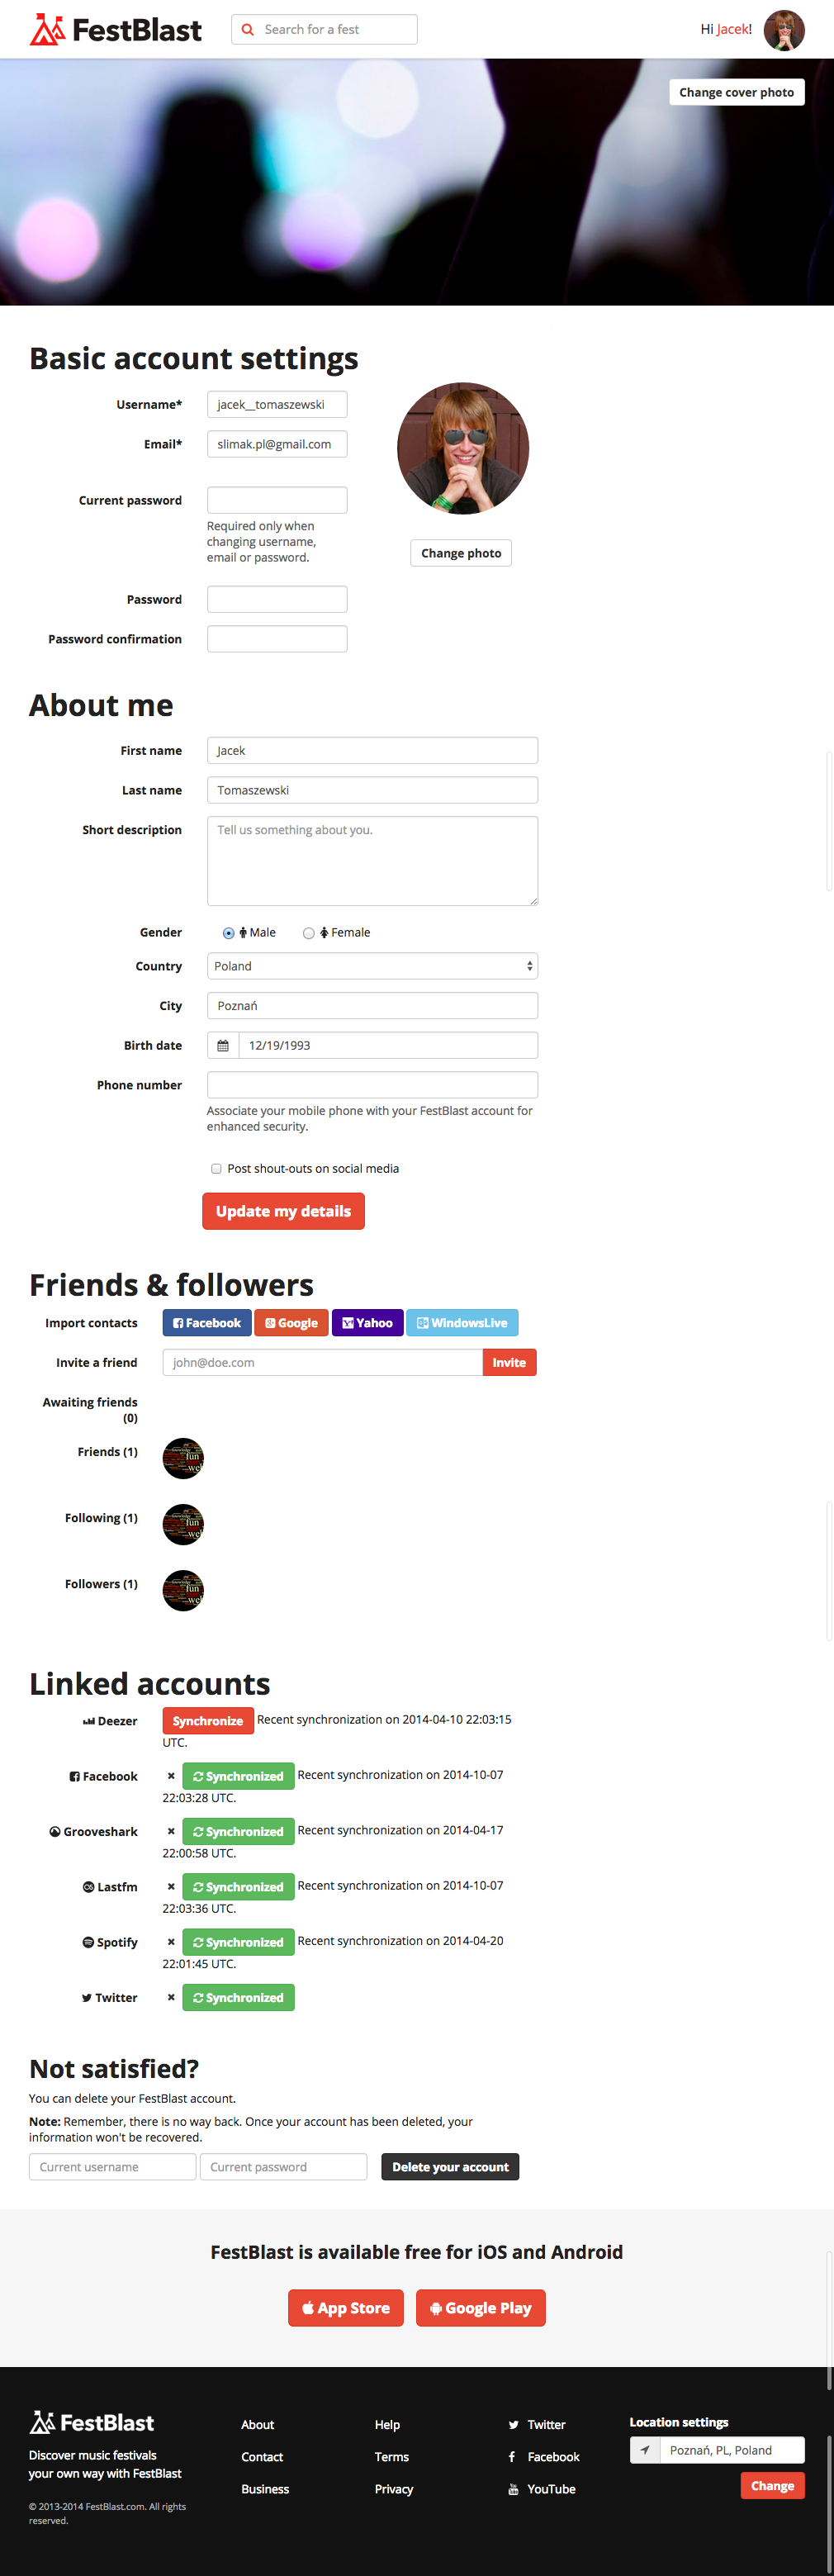 FestBlast
Search for a fest
Hi Jacek!
Change cover photo
Basic account settings
Username*
jacek__tomaszewski
Email*
slimak.pl@gmail.com
Current password
Required only when
changing username,
email or password.
Change photo
Password
Password confirmation
About me
First name
Jacek
Last name
Tomaszewski
Short description
Tell us something about you.
Gender
Male
Female
Country
Poland
City
Poznań
Birth date
12/19/1993
Phone number
Associate your mobile phone with your FestBlast account for
enhanced security.
Post shout-outs on social media
Update my details
Friends & followers
Import contacts
Facebook
Google
Yahoo
WindowsLive
Invite a friend
john@doe.com
Invite
Awaiting friends
(0)
Friends (1)
fun
Following (1)
fun
Followers (1)
fun
Linked accounts
Deezer
Synchronize Recent synchronization on 2014-04-10 22:03:15
UTC.
Facebook
Synchronized Recent synchronization on 2014-10-07
22:03:28 UTC.
Grooveshark
Synchronized Recent synchronization on 2014-04-17
22:00:58 UTC.
Lastfm
Synchronized Recent synchronization on 2014-10-07
22:03:36 UTC.
Spotify
Synchronized Recent synchronization on 2014-04-20
22:01:45 UTC.
Twitter
Synchronized
Not satisfied?
You can delete your FestBlast account.
Note: Remember, there is no way back. Once your account has been deleted, your
information won't be recovered.
Current username
Current password
Delete your account
FestBlast is available free for iOS and Android
App Store
Google Play
FestBlast
Discover music festivals
your own way with FestBlast
© 2013-2014 FestBlast.com. All rights
reserved.
About
Contact
Business
Help
Terms
Privacy
Twitter
Facebook
YouTube
Location settings
Poznań, PL, Poland
Change